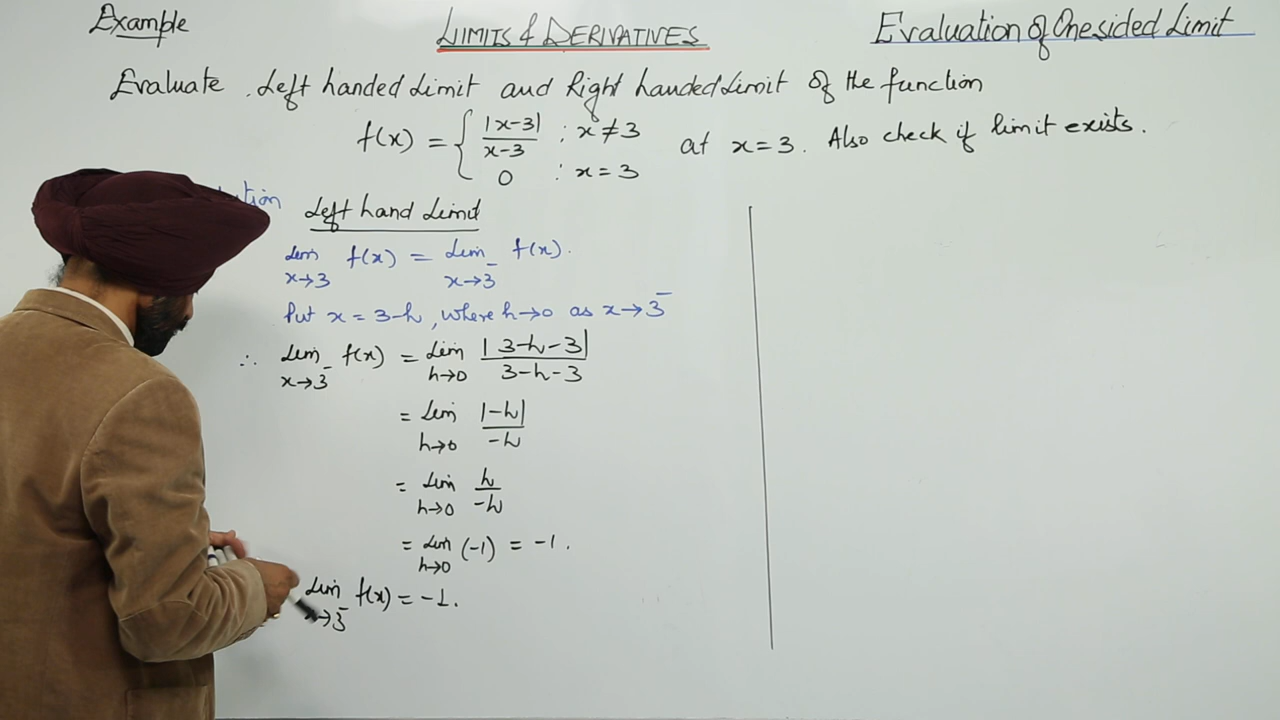 Example
LIMITS & DERIVATIVES
Evaluation of One sided Limit
Evaluate Left handed Limit and Right handed Limit of the function
f(x) = { |x-3| / x-3 ; x ≠ 3
0 : x = 3
at x = 3. Also check if limit exists.
Left hand Limit
Lim x→3 f(x) = Lim x→3⁻ f(x).
Put x = 3-h, where h→0 as x→3⁻
∴ Lim x→3⁻ f(x) = Lim h→0 |3-h-3| / 3-h-3
= Lim h→0 |-h| / -h
= Lim h→0 h / -h
= Lim h→0 (-1) = -1.
Lim x→3⁻ f(x) = -1.